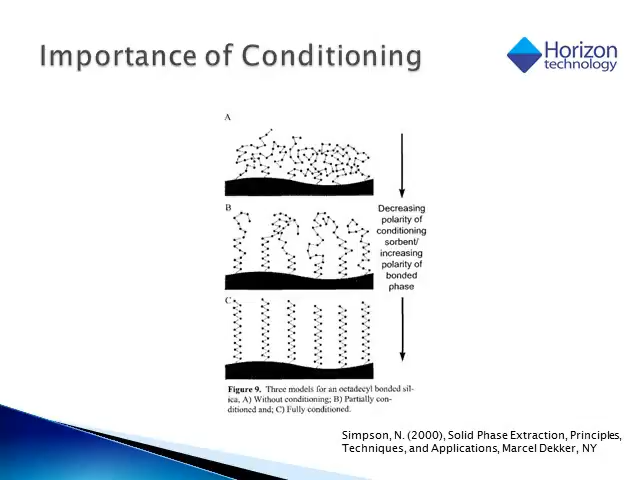 Importance of Conditioning
Horizon
technology
A
B
C
Decreasing
polarity of
conditioning
sorbent/
increasing
polarity of
bonded
phase
Figure 9. Three models for an octadecyl bonded sil-
ica, A) Without conditioning; B) Partially con-
ditioned and; C) Fully conditioned.
Simpson, N. (2000), Solid Phase Extraction, Principles,
Techniques, and Applications, Marcel Dekker, NY